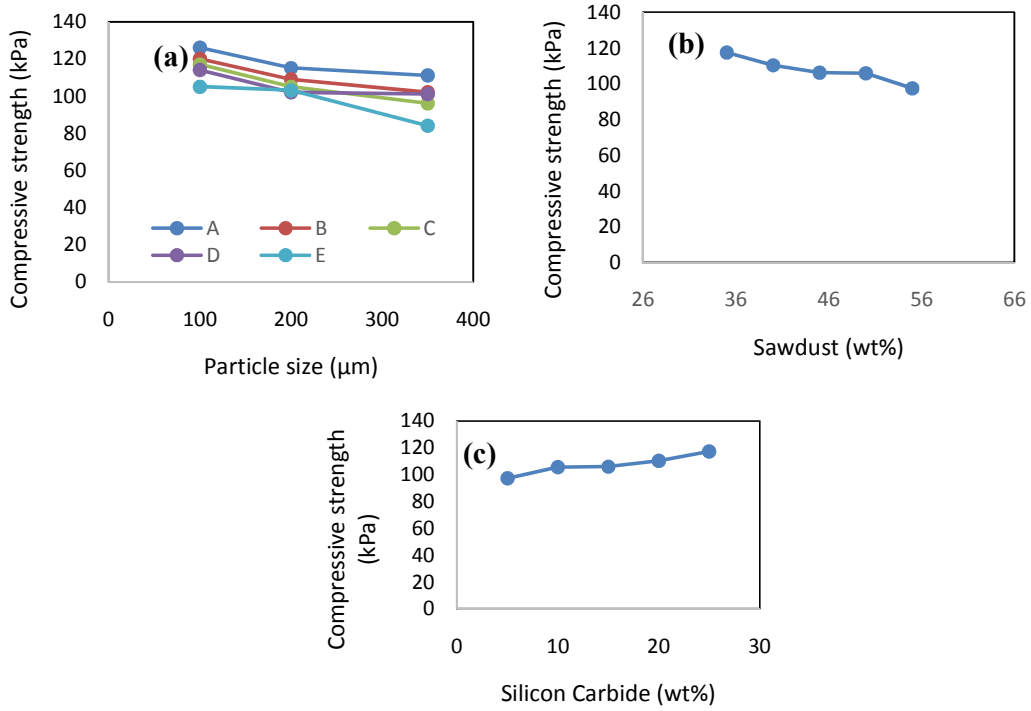 (a)
Compressive strength (kPa)
140
120
100
80
60
40
20
0
A B C
D E
0 100 200 300 400
Particle size (µm)
(b)
Compressive strength (kPa)
140
120
100
80
60
40
20
0
26 36 46 56 66
Sawdust (wt%)
(c)
Compressive strength
(kPa)
140
120
100
80
60
40
20
0
0 10 20 30
Silicon Carbide (wt%)